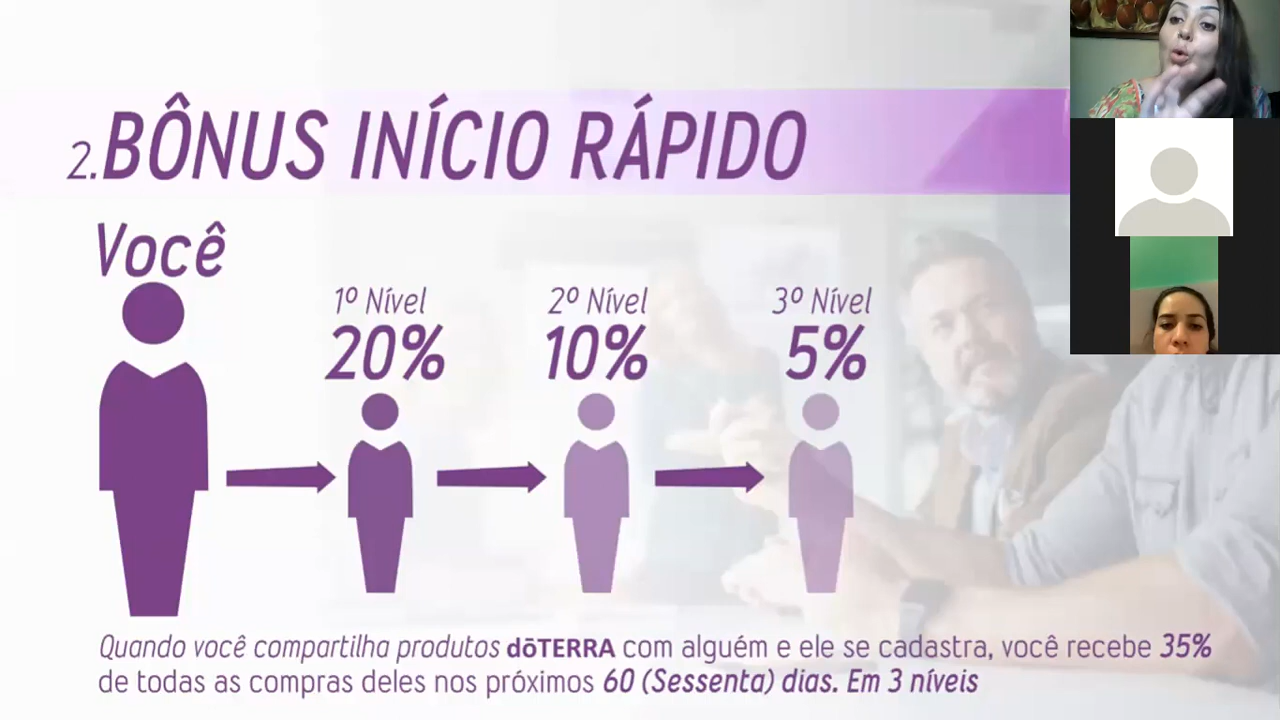 2.BÔNUS INÍCIO RÁPIDO
Você
1º Nível
20%
2º Nível
10%
3º Nível
5%
Quando você compartilha produtos dōTERRA com alguém e ele se cadastra, você recebe 35%
de todas as compras deles nos próximos 60 (Sessenta) dias. Em 3 níveis